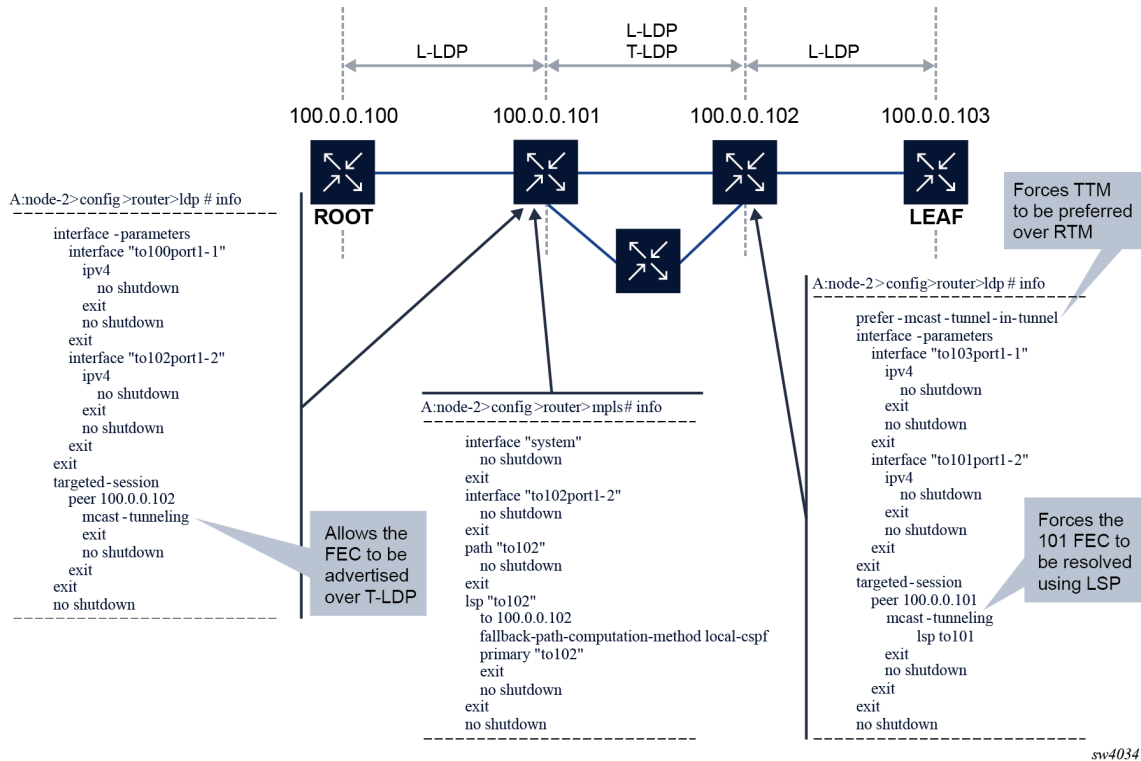 L-LDP
L-LDP
T-LDP
L-LDP
100.0.0.100
100.0.0.101
100.0.0.102
100.0.0.103
ROOT
LEAF
A:node-2>config>router>ldp # info
interface -parameters
interface "to100port1-1"
ipv4
no shutdown
exit
no shutdown
exit
interface "to102port1-2"
ipv4
no shutdown
exit
no shutdown
exit
exit
targeted-session
peer 100.0.0.102
mcast -tunneling
exit
no shutdown
exit
exit
no shutdown
Allows the
FEC to be
advertised
over T-LDP
A:node-2>config>router>mpls# info
interface "system"
no shutdown
exit
interface "to102port1-2"
no shutdown
exit
path "to102"
no shutdown
exit
lsp "to102"
to 100.0.0.102
fallback-path-computation-method local-cspf
primary "to102"
exit
no shutdown
exit
no shutdown
Forces TTM
to be preferred
over RTM
A:node-2>config>router>ldp # info
prefer -mcast -tunnel-in-tunnel
interface -parameters
interface "to103port1-1"
ipv4
no shutdown
exit
no shutdown
exit
interface "to101port1-2"
ipv4
no shutdown
exit
no shutdown
exit
exit
targeted-session
peer 100.0.0.101
mcast -tunneling
lsp to101
exit
no shutdown
exit
exit
no shutdown
Forces the
101 FEC to
be resolved
using LSP
sw4034